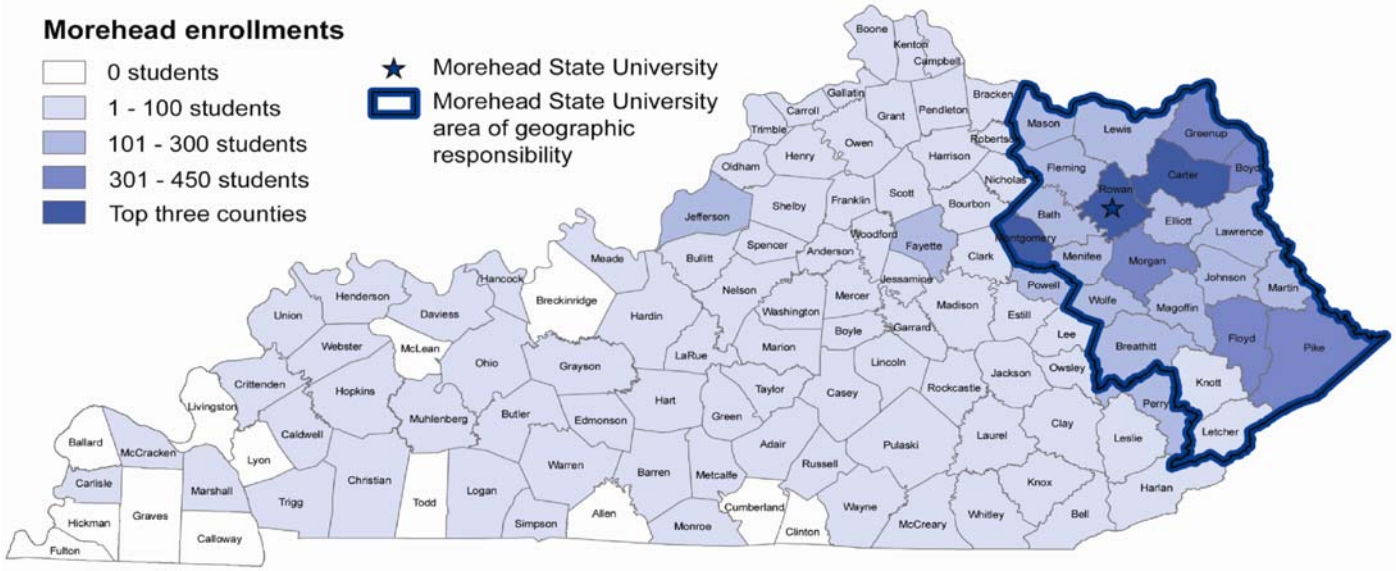 Morehead enrollments
0 students
1 - 100 students
101 - 300 students
301 - 450 students
Top three counties
Morehead State University
Morehead State University
area of geographic
responsibility
Boone
Kenton
Campbell
Gallatin
Carroll
Grant
Pendleton
Bracken
Trimble
Owen
Robertson
Mason
Lewis
Greenup
Oldham
Henry
Harrison
Nicholas
Fleming
Rowan
Carter
Boyd
Jefferson
Shelby
Franklin
Scott
Bourbon
Bath
Elliott
Lawrence
Spencer
Anderson
Woodford
Fayette
Montgomery
Clark
Menifee
Morgan
Meade
Bullitt
Jessamine
Powell
Johnson
Martin
Hancock
Breckinridge
Nelson
Mercer
Madison
Wolfe
Magoffin
Henderson
Union
Daviess
Hardin
Washington
Boyle
Garrard
Estill
Lee
Breathitt
Floyd
Pike
Webster
McLean
Ohio
Grayson
LaRue
Marion
Lincoln
Jackson
Owsley
Knott
Crittenden
Hopkins
Muhlenberg
Butler
Edmonson
Hart
Taylor
Green
Casey
Rockcastle
Perry
Livingston
Caldwell
Lyon
Warren
Adair
Pulaski
Laurel
Clay
Leslie
Letcher
Ballard
McCracken
Carlisle
Marshall
Trigg
Christian
Todd
Logan
Barren
Metcalfe
Russell
Knox
Harlan
Hickman
Graves
Calloway
Simpson
Allen
Monroe
Cumberland
Clinton
Wayne
McCreary
Whitley
Bell
Fulton